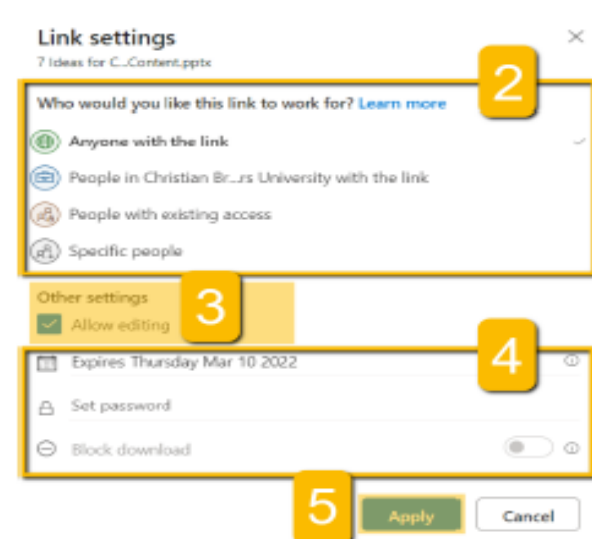 Link settings
7 Ideas for C...Content.pptx
2
Who would you like this link to work for? Learn more
Anyone with the link
People in Christian Br...rs University with the link
People with existing access
Specific people
Other settings
3
Allow editing
4
Expires Thursday Mar 10 2022
Set password
Block download
5
Apply Cancel